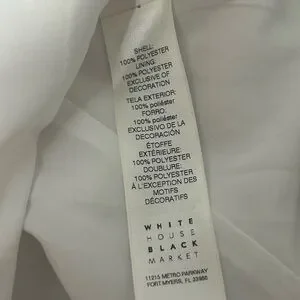 SHELL:
100% POLYESTER
LINING:
100% POLYESTER
EXCLUSIVE OF
DECORATION
TELA EXTERIOR:
100% poliéster
FORRO:
100% poliéster
EXCLUSIVO DE LA
DECORACIÓN
ÉTOFFE
EXTÉRIEURE:
100% POLYESTER
DOUBLURE:
100% POLYESTER
À L'EXCEPTION DES
MOTIFS
DÉCORATIFS
WHITE
HOUSE
BLACK
MARKET
11215 METRO PARKWAY
FORT MYERS, FL 33966